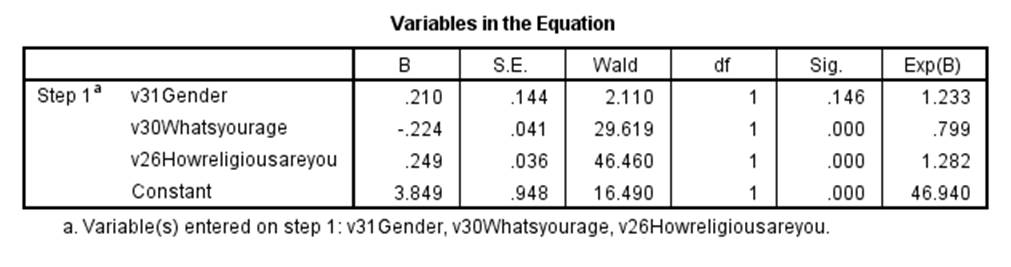 Variables in the Equation
B S.E. Wald df Sig. Exp(B)
Step 1a v31Gender .210 .144 2.110 1 .146 1.233
v30Whatsyourage -.224 .041 29.619 1 .000 .799
v26Howreligiousareyou .249 .036 46.460 1 .000 1.282
Constant 3.849 .948 16.490 1 .000 46.940
a. Variable(s) entered on step 1: v31Gender, v30Whatsyourage, v26Howreligiousareyou.